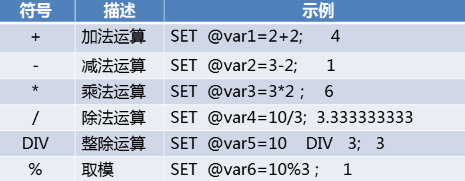 符号 描述 示例
+ 加法运算 SET @var1=2+2; 4
- 减法运算 SET @var2=3-2; 1
* 乘法运算 SET @var3=3*2 ; 6
/ 除法运算 SET @var4=10/3; 3.333333333
DIV 整除运算 SET @var5=10 DIV 3; 3
% 取模 SET @var6=10%3 ; 1